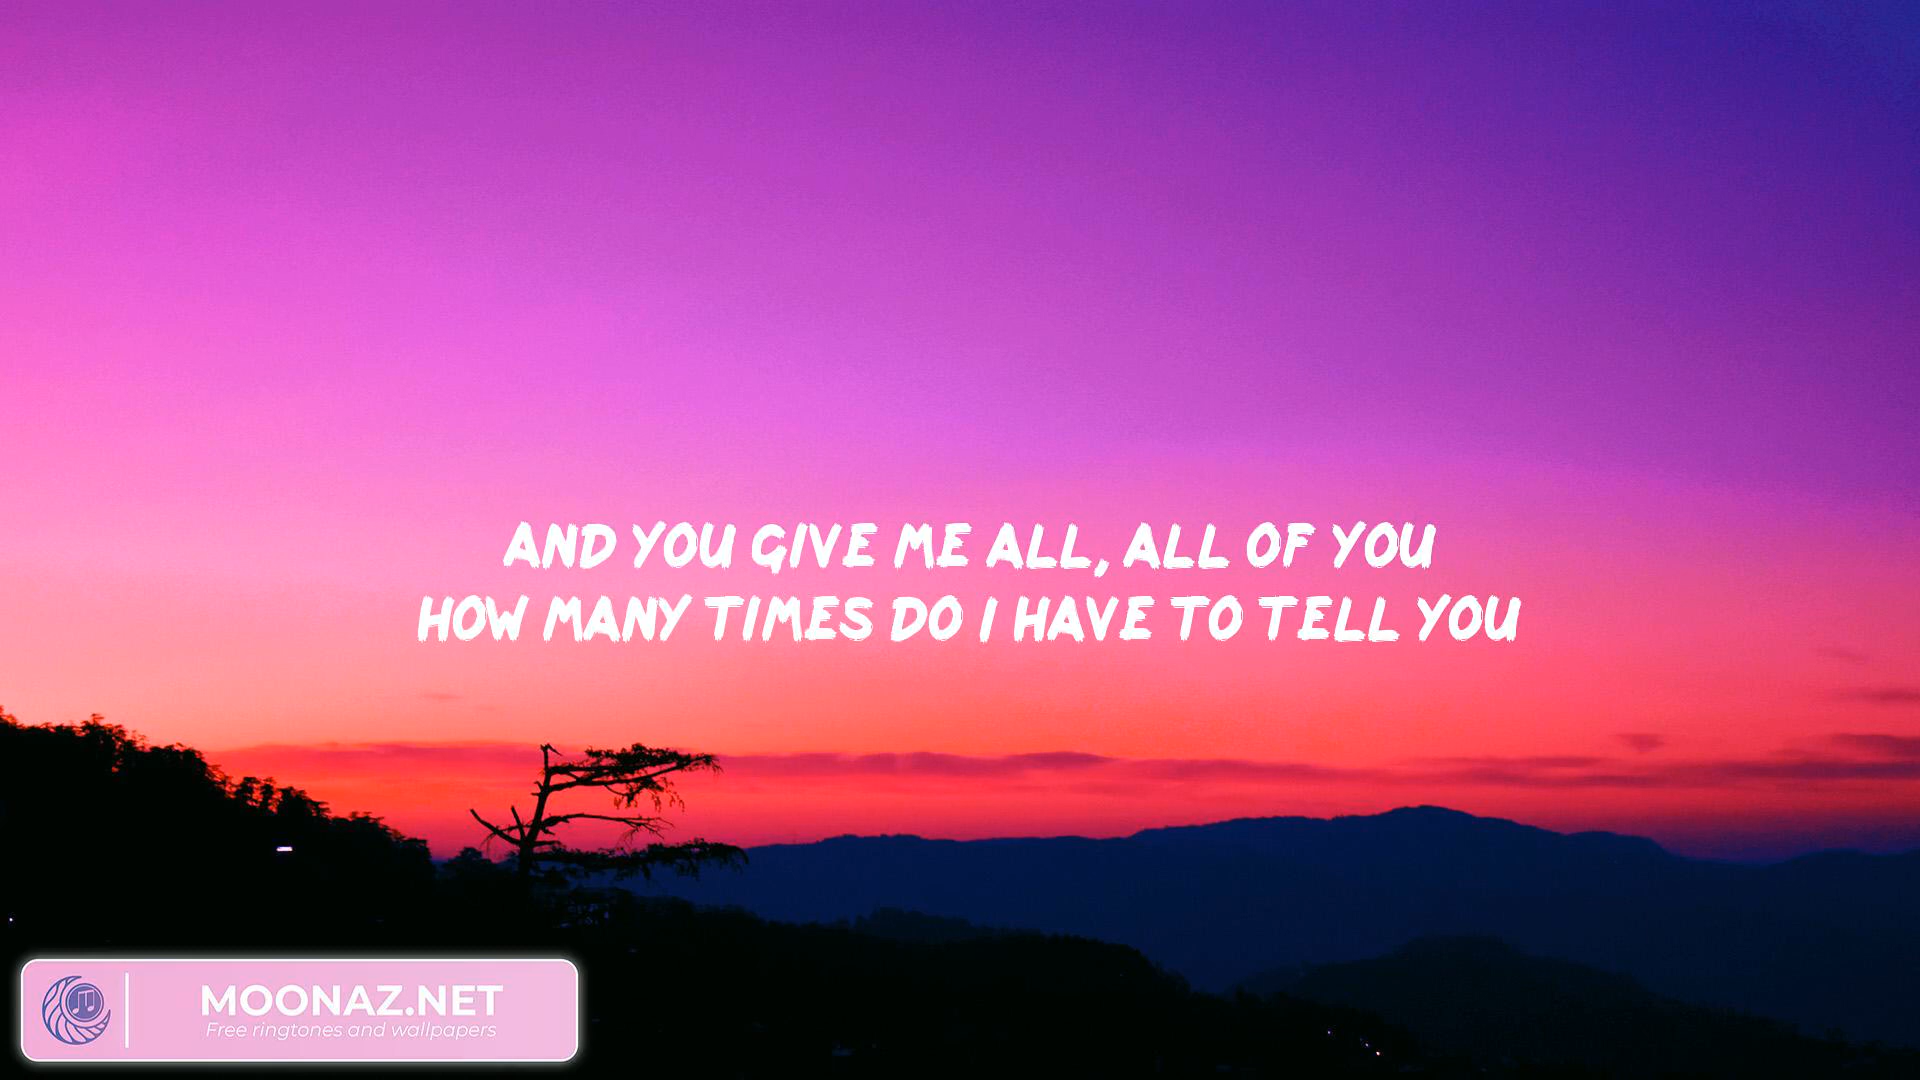 AND YOU GIVE ME ALL, ALL OF YOU
HOW MANY TIMES DO I HAVE TO TELL YOU
MOONAZ.NET
Free ringtones and wallpapers